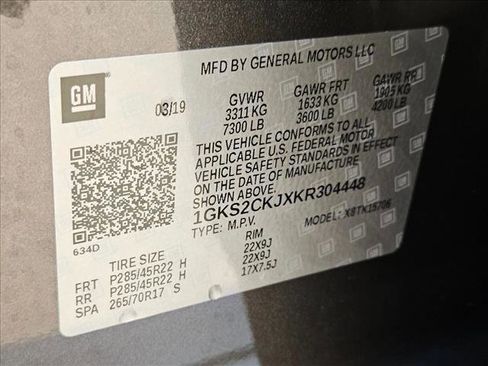 MFD BY GENERAL MOTORS LLC
GM
03/19
GVWR GAWR FRT GAWR RR
3311 KG 1633 KG 1905 KG
7300 LB 3600 LB 4200 LB
THIS VEHICLE CONFORMS TO ALL
APPLICABLE U.S. FEDERAL MOTOR
VEHICLE SAFETY STANDARDS IN EFFECT
ON THE DATE OF MANUFACTURE
SHOWN ABOVE.
1GKS2CKJXKR304448
TYPE: M.P.V. MODEL: X8TK15706
634D
TIRE SIZE RIM
FRT P285/45R22 H 22X9J
RR P285/45R22 H 22X9J
SPA 265/70R17 S 17X7.5J